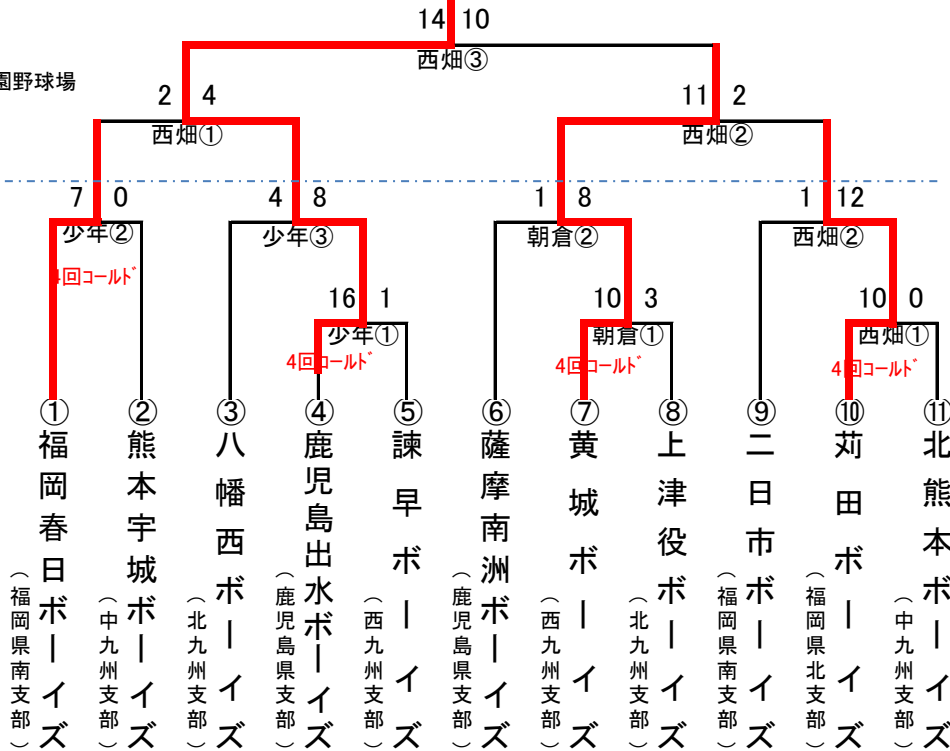 14 10
西畑③
園野球場
2 4
西畑①
11 2
西畑②
7 0
少年②
4回コールド
4 8
少年③
1 8
朝倉②
1 12
西畑②
16 1
少年①
4回コールド
10 3
朝倉①
4回コールド
10 0
西畑①
4回コールド
① 福岡春日ボーイズ
(福岡県南支部)
② 熊本宇城ボーイズ
(中九州支部)
③ 八幡西ボーイズ
(北九州支部)
④ 鹿児島出水ボーイズ
(鹿児島県支部)
⑤ 諫早ボーイズ
(西九州支部)
⑥ 薩摩南洲ボーイズ
(鹿児島県支部)
⑦ 黄城ボーイズ
(西九州支部)
⑧ 上津役ボーイズ
(北九州支部)
⑨ 二日市ボーイズ
(福岡県南支部)
⑩ 苅田ボーイズ
(福岡県北支部)
⑪ 北熊本ボーイズ
(中九州支部)